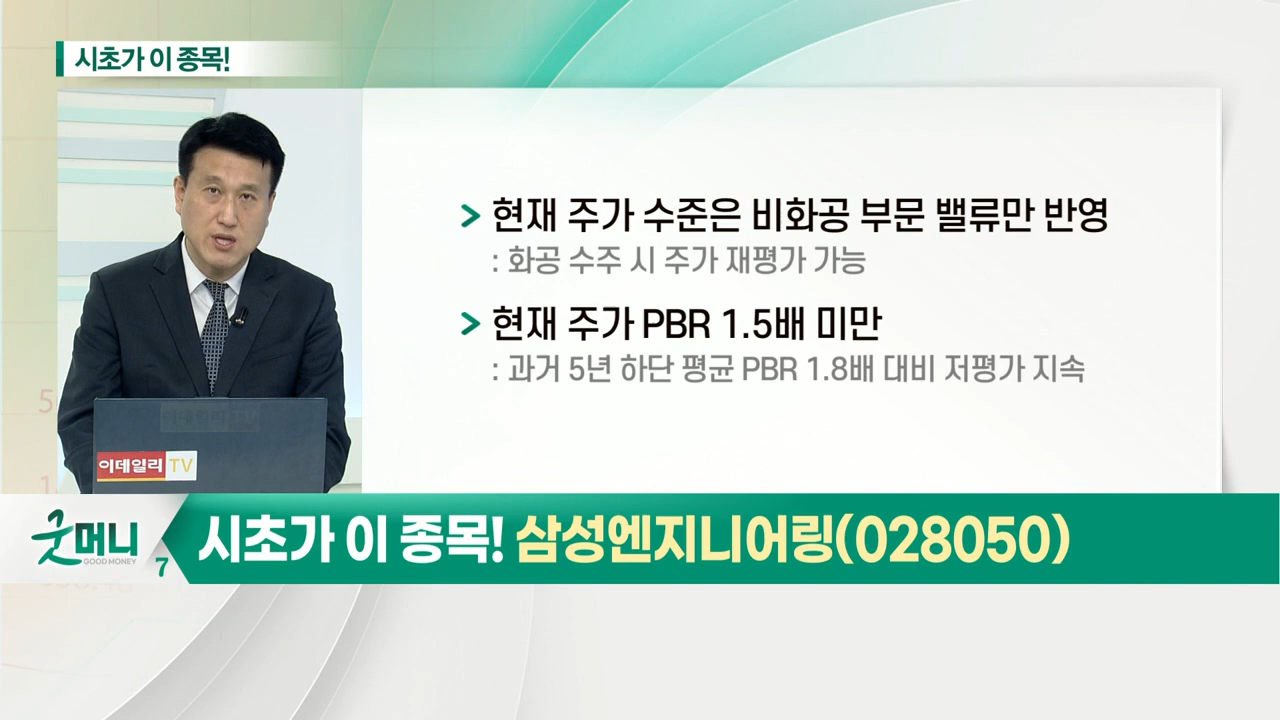 시초가 이 종목!
> 현재 주가 수준은 비화공 부문 밸류만 반영
: 화공 수주 시 주가 재평가 가능
> 현재 주가 PBR 1.5배 미만
: 과거 5년 하단 평균 PBR 1.8배 대비 저평가 지속
이데일리 TV
굿머니
GOOD MONEY
7
시초가 이 종목! 삼성엔지니어링(028050)